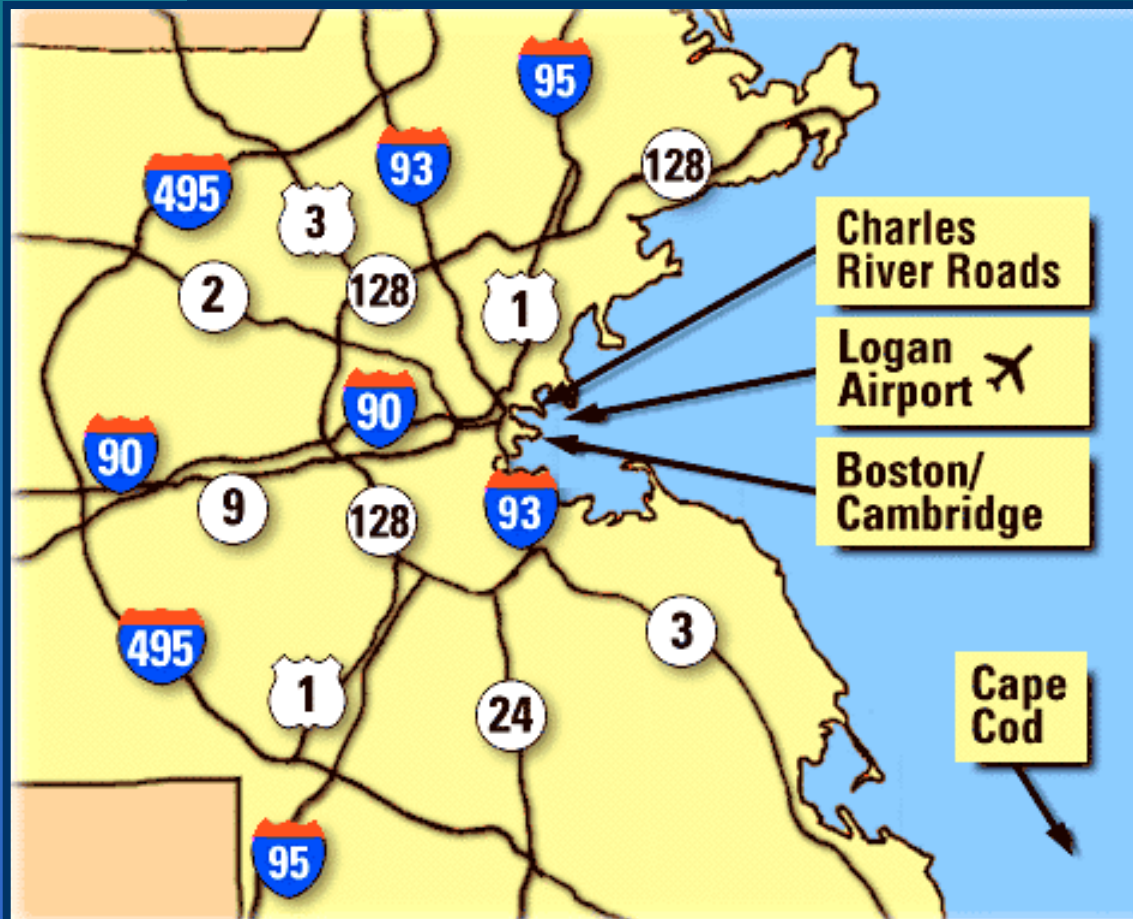 95
93
128
495
3
Charles
River Roads
2
128
1
Logan
Airport
90
90
Boston/
Cambridge
9
128
93
495
3
1
24
Cape
Cod
95